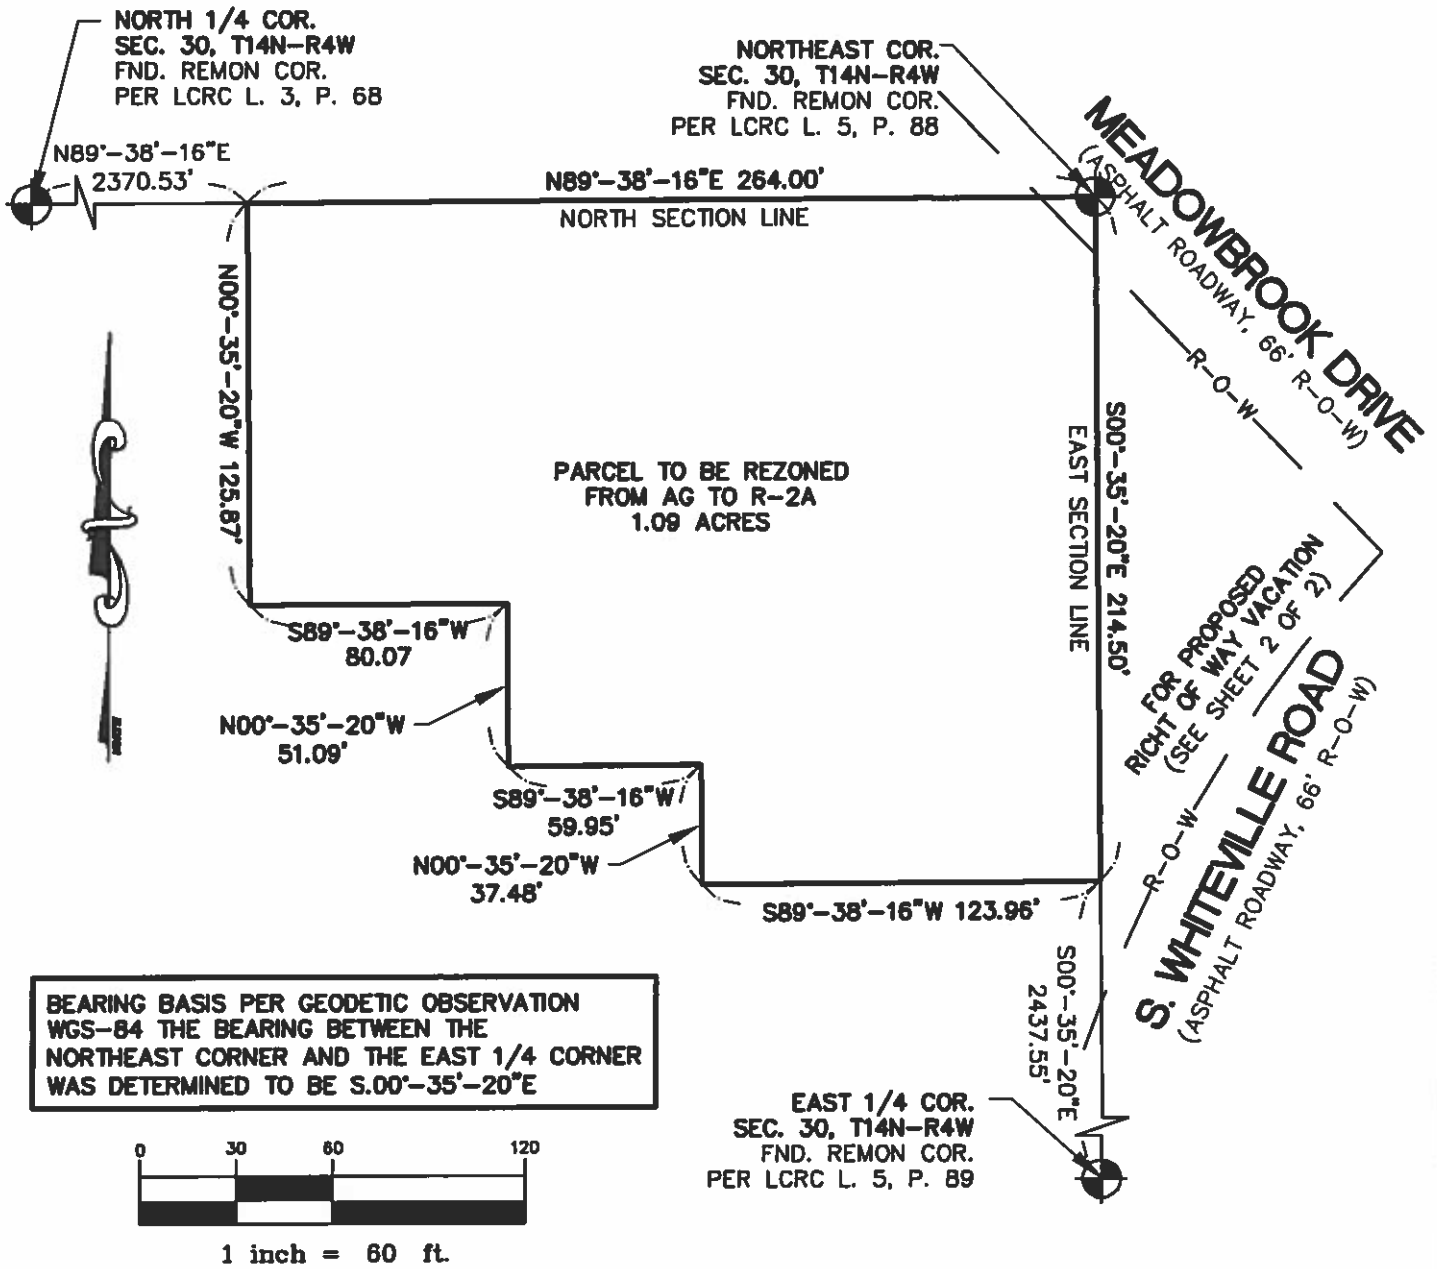 NORTH 1/4 COR.
SEC. 30, T14N-R4W
FND. REMON COR.
PER LCRC L. 3, P. 68
NORTHEAST COR.
SEC. 30, T14N-R4W
FND. REMON COR.
PER LCRC L. 5, P. 88
N89°-38'-16"E
2370.53'
N89°-38'-16"E 264.00'
NORTH SECTION LINE
MEADOWBROOK DRIVE
(ASPHALT ROADWAY, 66' R-O-W)
R-O-W
N00°-35'-20"W 125.87'
PARCEL TO BE REZONED
FROM AG TO R-2A
1.09 ACRES
S00°-35'-20"E 214.50'
EAST SECTION LINE
FOR PROPOSED
RIGHT OF WAY VACATION
(SEE SHEET 2 OF 2)
S89°-38'-16"W
80.07
N00°-35'-20"W
51.09'
S89°-38'-16"W
59.95'
N00°-35'-20"W
37.48'
S89°-38'-16"W 123.96'
R-O-W
S. WHITEVILLE ROAD
(ASPHALT ROADWAY, 66' R-O-W)
S00°-35'-20"E
2437.55'
BEARING BASIS PER GEODETIC OBSERVATION
WGS-84 THE BEARING BETWEEN THE
NORTHEAST CORNER AND THE EAST 1/4 CORNER
WAS DETERMINED TO BE S.00°-35'-20"E
EAST 1/4 COR.
SEC. 30, T14N-R4W
FND. REMON COR.
PER LCRC L. 5, P. 89
0 30 60 120
1 inch = 60 ft.